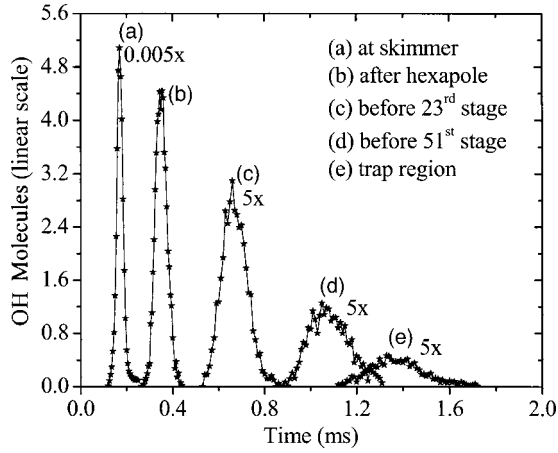 5.6
4.8
4.0
3.2
2.4
1.6
0.8
0.0
OH Molecules (linear scale)
(a)
0.005x
(b)
(c)
5x
(d)
5x
(e)
5x
(a) at skimmer
(b) after hexapole
(c) before 23rd stage
(d) before 51st stage
(e) trap region
0.0 0.4 0.8 1.2 1.6 2.0
Time (ms)